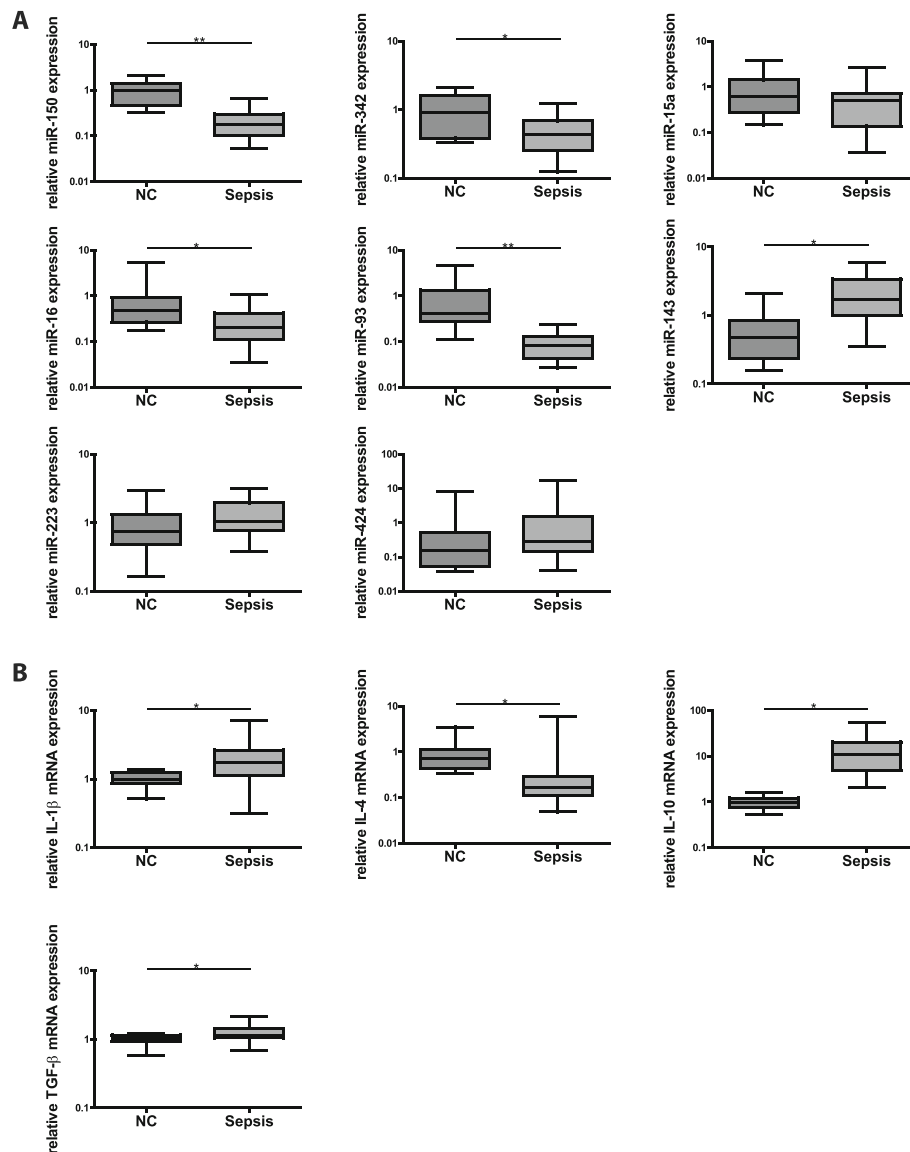 A
relative miR-150 expression
10
1
0.1
0.01
**
NC
Sepsis
relative miR-342 expression
10
1
0.1
*
NC
Sepsis
relative miR-15a expression
10
1
0.1
0.01
NC
Sepsis
relative miR-16 expression
10
1
0.1
0.01
*
NC
Sepsis
relative miR-93 expression
10
1
0.1
0.01
**
NC
Sepsis
relative miR-143 expression
10
1
0.1
*
NC
Sepsis
relative miR-223 expression
10
1
0.1
NC
Sepsis
relative miR-424 expression
100
10
1
0.1
0.01
NC
Sepsis
B
relative IL-1β mRNA expression
10
1
0.1
*
NC
Sepsis
relative IL-4 mRNA expression
10
1
0.1
0.01
*
NC
Sepsis
relative IL-10 mRNA expression
100
10
1
0.1
*
NC
Sepsis
relative TGF-β mRNA expression
10
1
0.1
*
NC
Sepsis